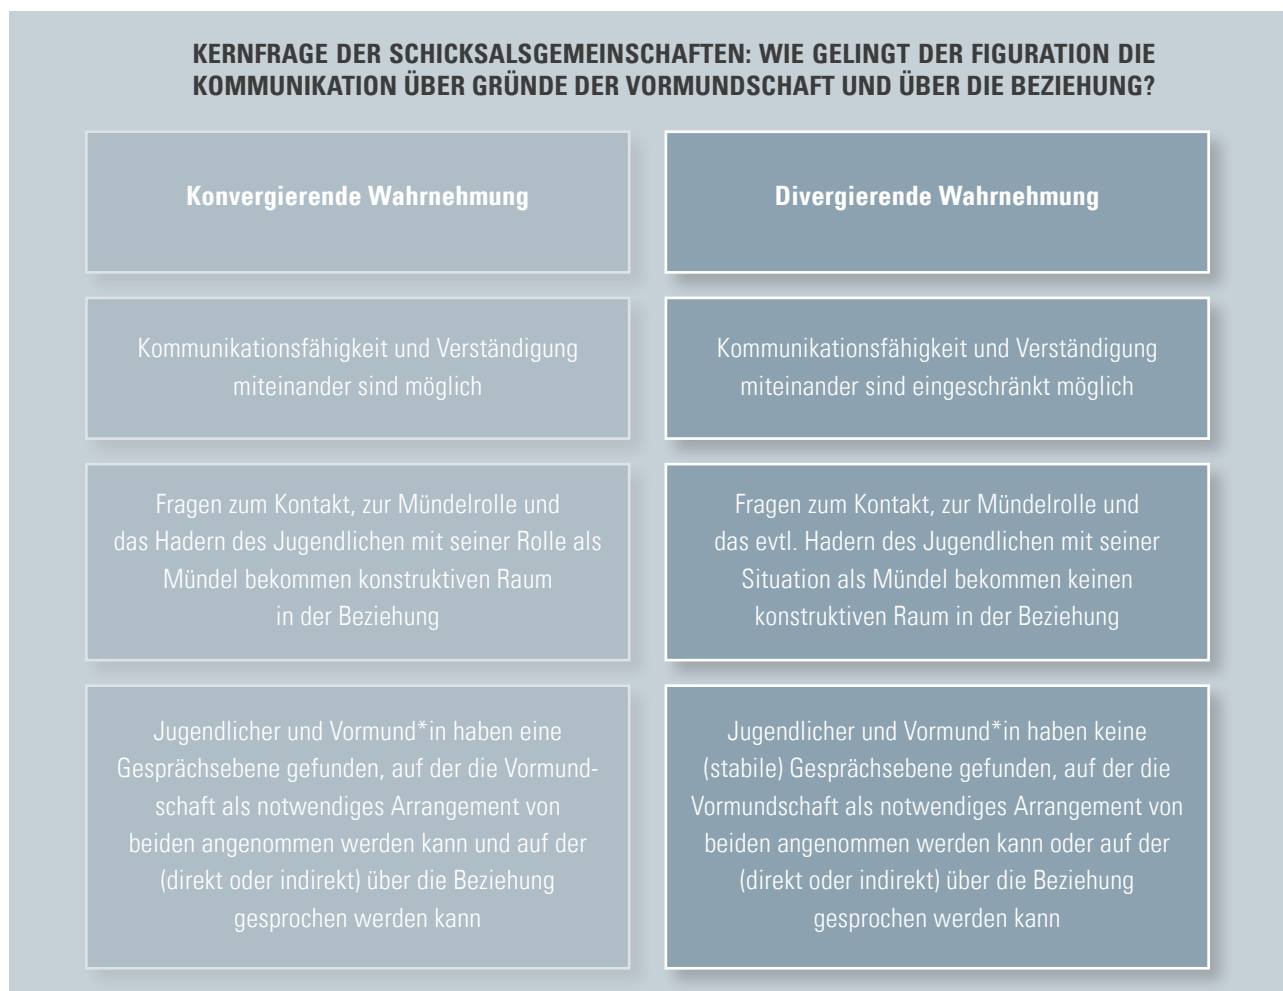 KERNFRAGE DER SCHICKSALSGEMEINSCHAFTEN: WIE GELINGT DER FIGURATION DIE
KOMMUNIKATION ÜBER GRÜNDE DER VORMUNDSCHAFT UND ÜBER DIE BEZIEHUNG?
Konvergierende Wahrnehmung
Kommunikationsfähigkeit und Verständigung
miteinander sind möglich
Fragen zum Kontakt, zur Mündelrolle und
das Hadern des Jugendlichen mit seiner Rolle als
Mündel bekommen konstruktiven Raum
in der Beziehung
Jugendlicher und Vormund*in haben eine
Gesprächsebene gefunden, auf der die Vormund-
schaft als notwendiges Arrangement von
beiden angenommen werden kann und auf der
(direkt oder indirekt) über die Beziehung
gesprochen werden kann
Divergierende Wahrnehmung
Kommunikationsfähigkeit und Verständigung
miteinander sind eingeschränkt möglich
Fragen zum Kontakt, zur Mündelrolle und
das evtl. Hadern des Jugendlichen mit seiner
Situation als Mündel bekommen keinen
konstruktiven Raum in der Beziehung
Jugendlicher und Vormund*in haben keine
(stabile) Gesprächsebene gefunden, auf der die
Vormundschaft als notwendiges Arrangement von
beiden angenommen werden kann oder auf der
(direkt oder indirekt) über die Beziehung
gesprochen werden kann